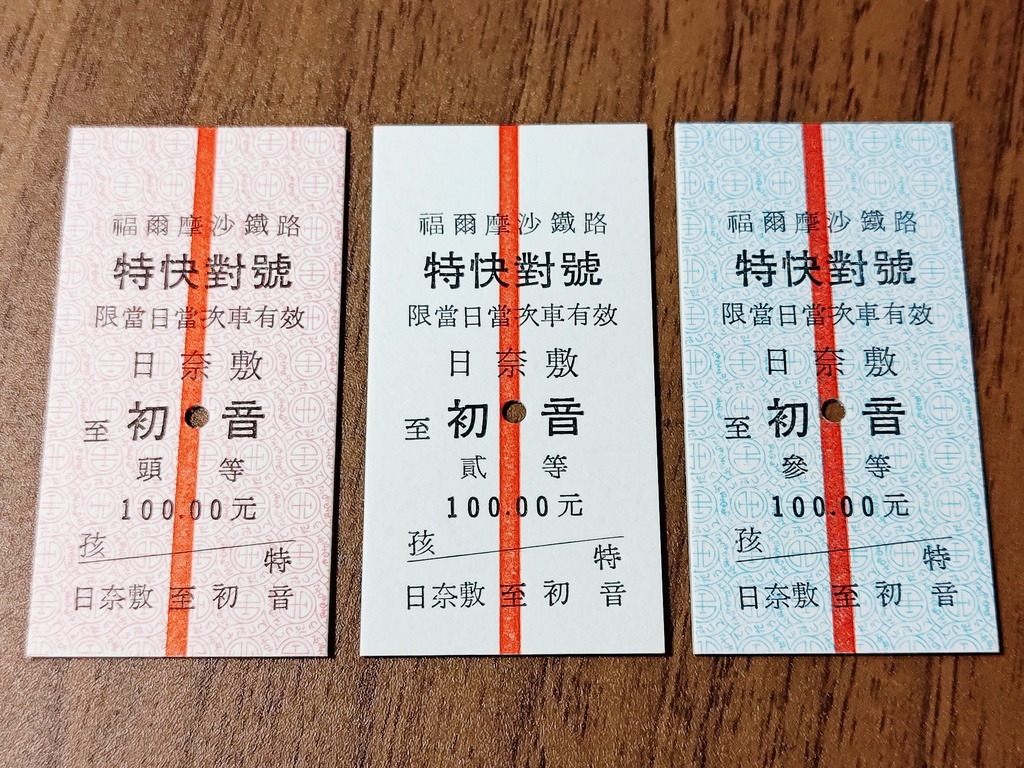 福爾摩沙鐵路
特快對號
限當日當次車有效
日奈敷
至初音
頭等
100.00元
孩
特
日奈敷至初音
福爾摩沙鐵路
特快對號
限當日當次車有效
日奈敷
至初音
貳等
100.00元
孩
特
日奈敷至初音
福爾摩沙鐵路
特快對號
限當日當次車有效
日奈敷
至初音
參等
100.00元
孩
特
日奈敷至初音